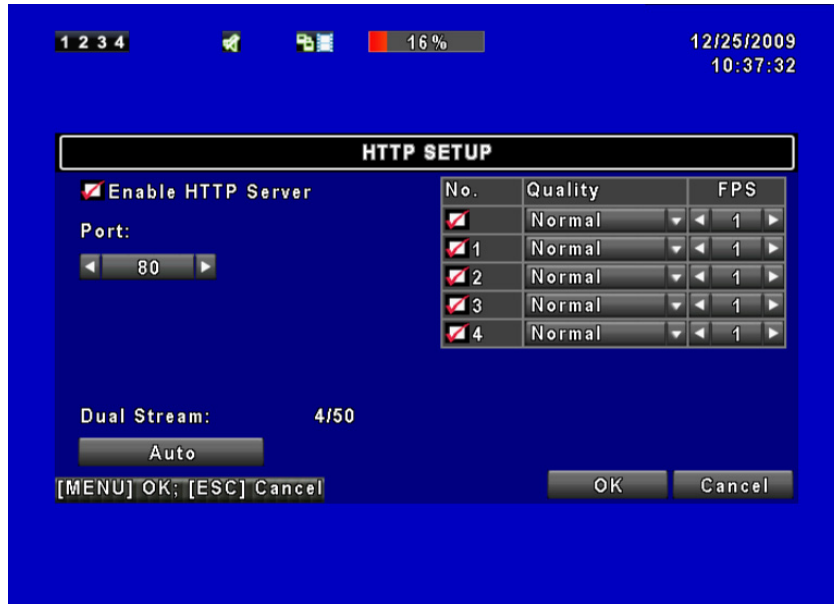 1 2 3 4 16% 12/25/2009
10:37:32
HTTP SETUP
Enable HTTP Server
Port:
80
No. Quality FPS
Normal 1
1 Normal 1
2 Normal 1
3 Normal 1
4 Normal 1
Dual Stream: 4/50
Auto
[MENU] OK; [ESC] Cancel
OK Cancel